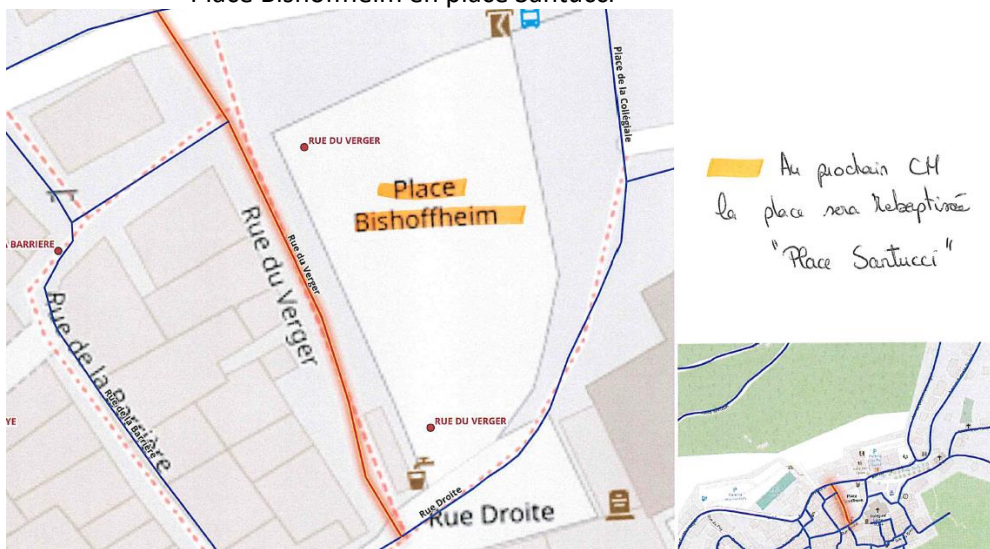 Place Bishoffheim en place Santucci
Place de la Collégiale
RUE DU VERGER
Place
Bishoffheim
BARRIERE
Rue du Verger
Rue du Verger
Rue de la Barrière
Rue de la Barrière
YE
RUE DU VERGER
Rue Droite
Rue Droite
Au prochain CM
la place sera Rebaptisée
"Place Santucci"